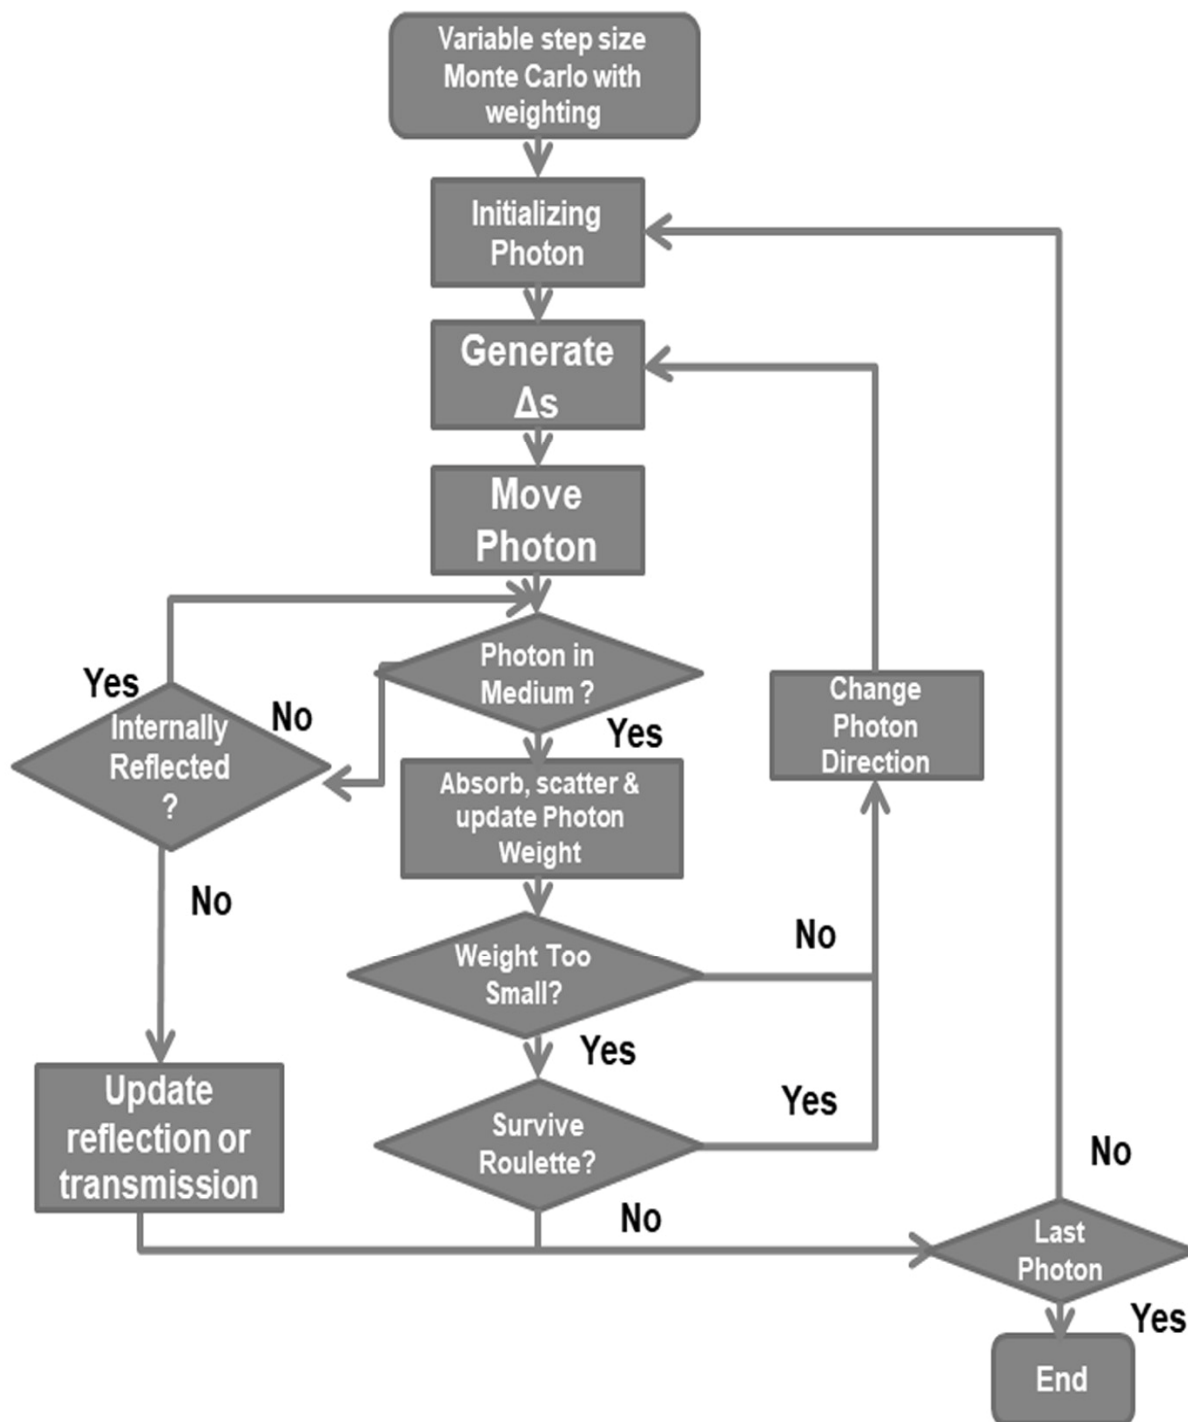 Variable step size
Monte Carlo with
weighting
Initializing
Photon
Generate
Δs
Move
Photon
Photon in
Medium ?
Yes
Internally
Reflected
?
No
Yes
Change
Photon
Direction
Absorb, scatter &
update Photon
Weight
No
Weight Too
Small?
No
Yes
Update
reflection or
transmission
Survive
Roulette?
Yes
No
No
Last
Photon
Yes
End